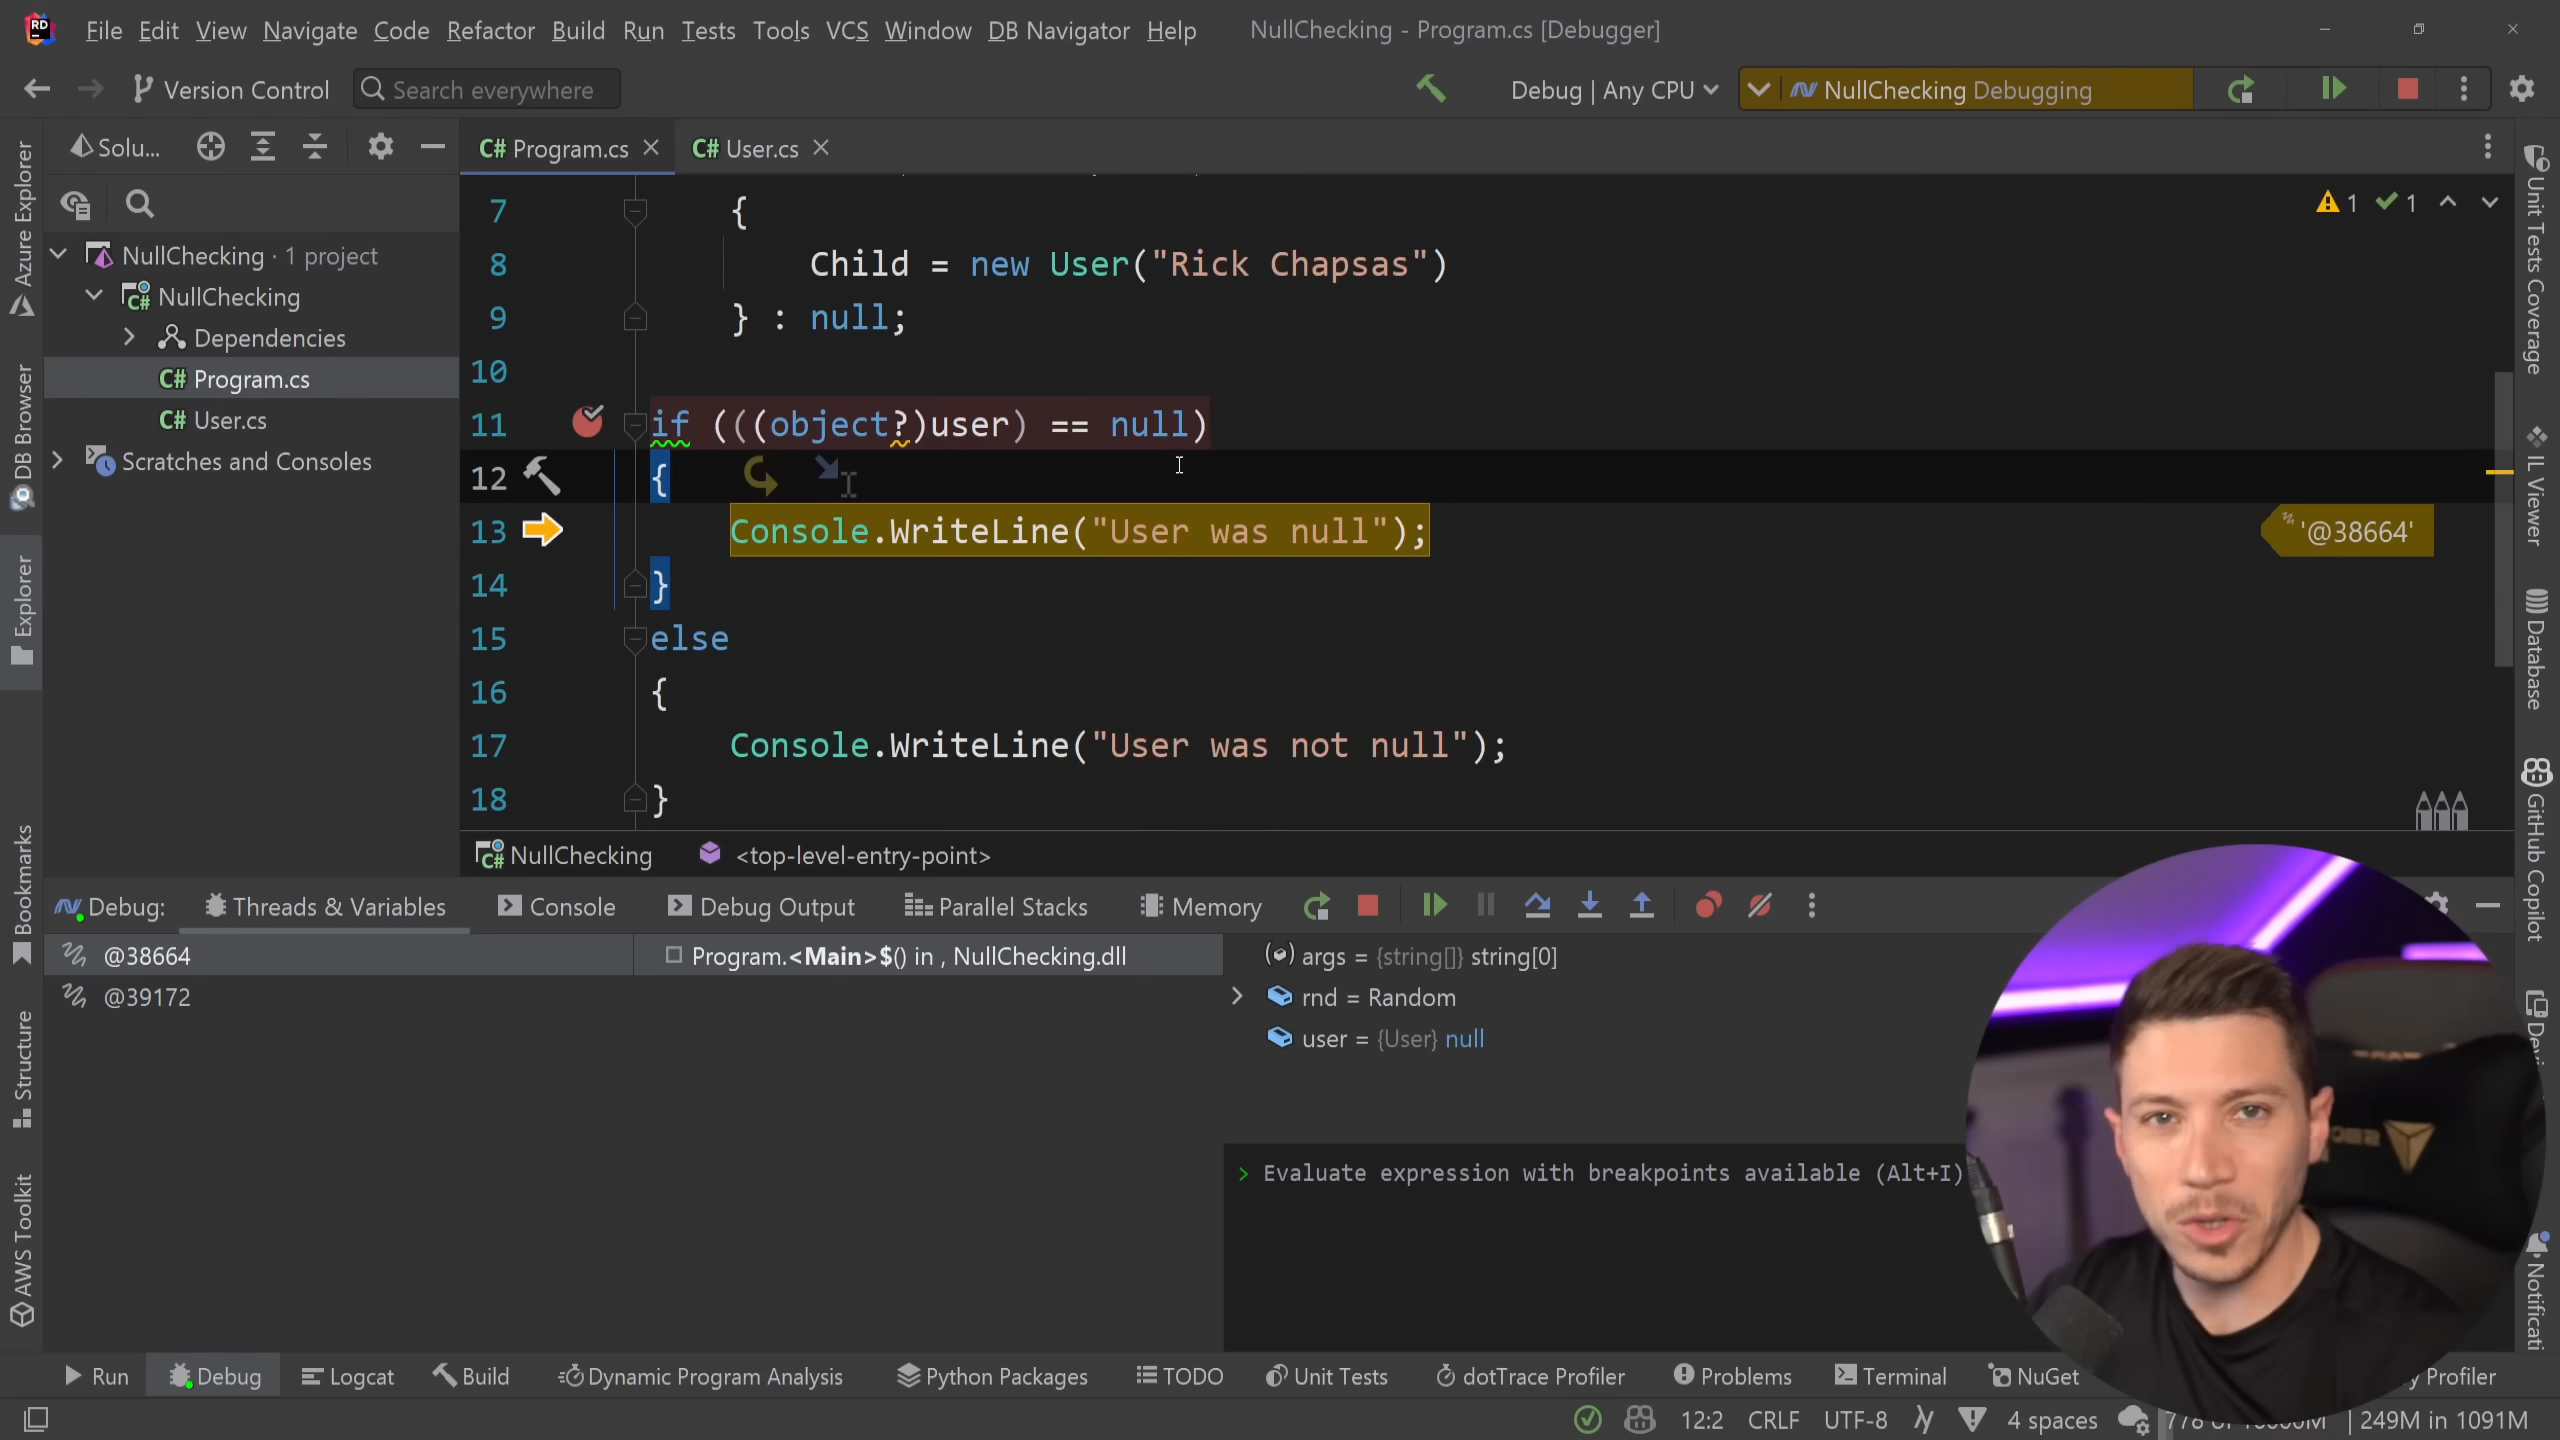 File Edit View Navigate Code Refactor Build Run Tests Tools VCS Window DB Navigator Help NullChecking - Program.cs [Debugger]
Version Control Search everywhere Debug | Any CPU NullChecking Debugging
Solu... C# Program.cs C# User.cs
7 {
8 Child = new User("Rick Chapsas")
9 } : null;
10
11 if (((object?)user) == null)
12 {
13 Console.WriteLine("User was null"); '@38664'
14 }
15 else
16 {
17 Console.WriteLine("User was not null");
18 }
1 1
NullChecking · 1 project
C# NullChecking
Dependencies
C# Program.cs
C# User.cs
Scratches and Consoles
Azure Explorer
DB Browser
Explorer
Bookmarks
Structure
AWS Toolkit
Unit Tests Coverage
IL Viewer
Database
GitHub Copilot
C# NullChecking <top-level-entry-point>
Debug: Threads & Variables Console Debug Output Parallel Stacks Memory
@38664
@39172
Program.<Main>$() in , NullChecking.dll
args = {string[]} string[0]
rnd = Random
user = {User} null
> Evaluate expression with breakpoints available (Alt+I)
Run Debug Logcat Build Dynamic Program Analysis Python Packages TODO Unit Tests dotTrace Profiler Problems Terminal NuGet Profiler
12:2 CRLF UTF-8 4 spaces 249M in 1091M